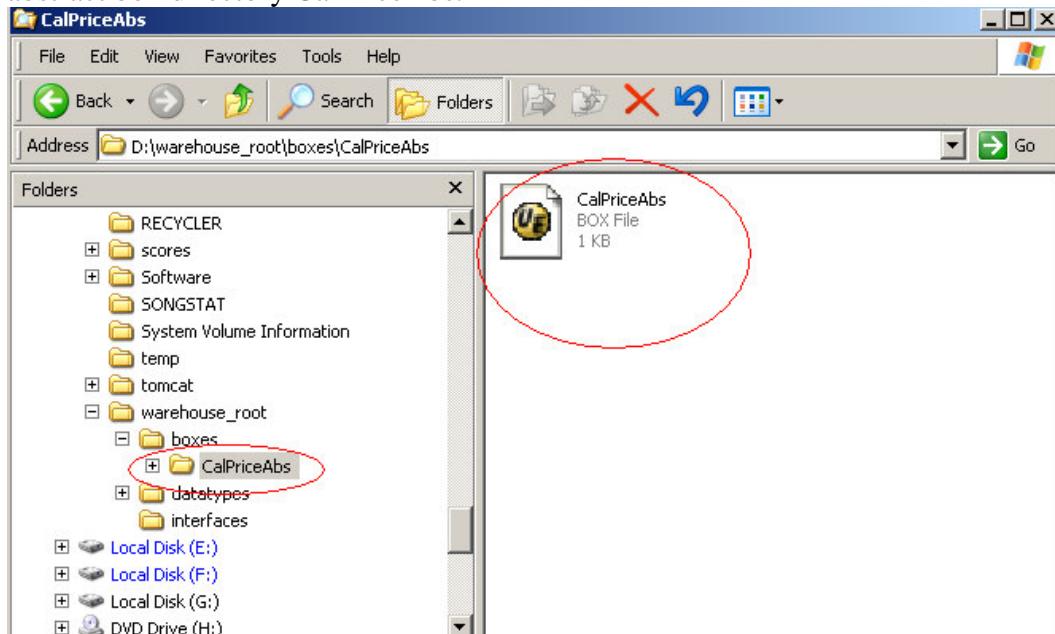 CalPriceAbs
File Edit View Favorites Tools Help
Back Search Folders
Address D:\warehouse_root\boxes\CalPriceAbs Go
Folders
RECYCLER
scores
Software
SONGSTAT
System Volume Information
temp
tomcat
warehouse_root
boxes
CalPriceAbs
datatypes
interfaces
Local Disk (E:)
Local Disk (F:)
Local Disk (G:)
DVD Drive (H:)
UE
CalPriceAbs
BOX File
1 KB